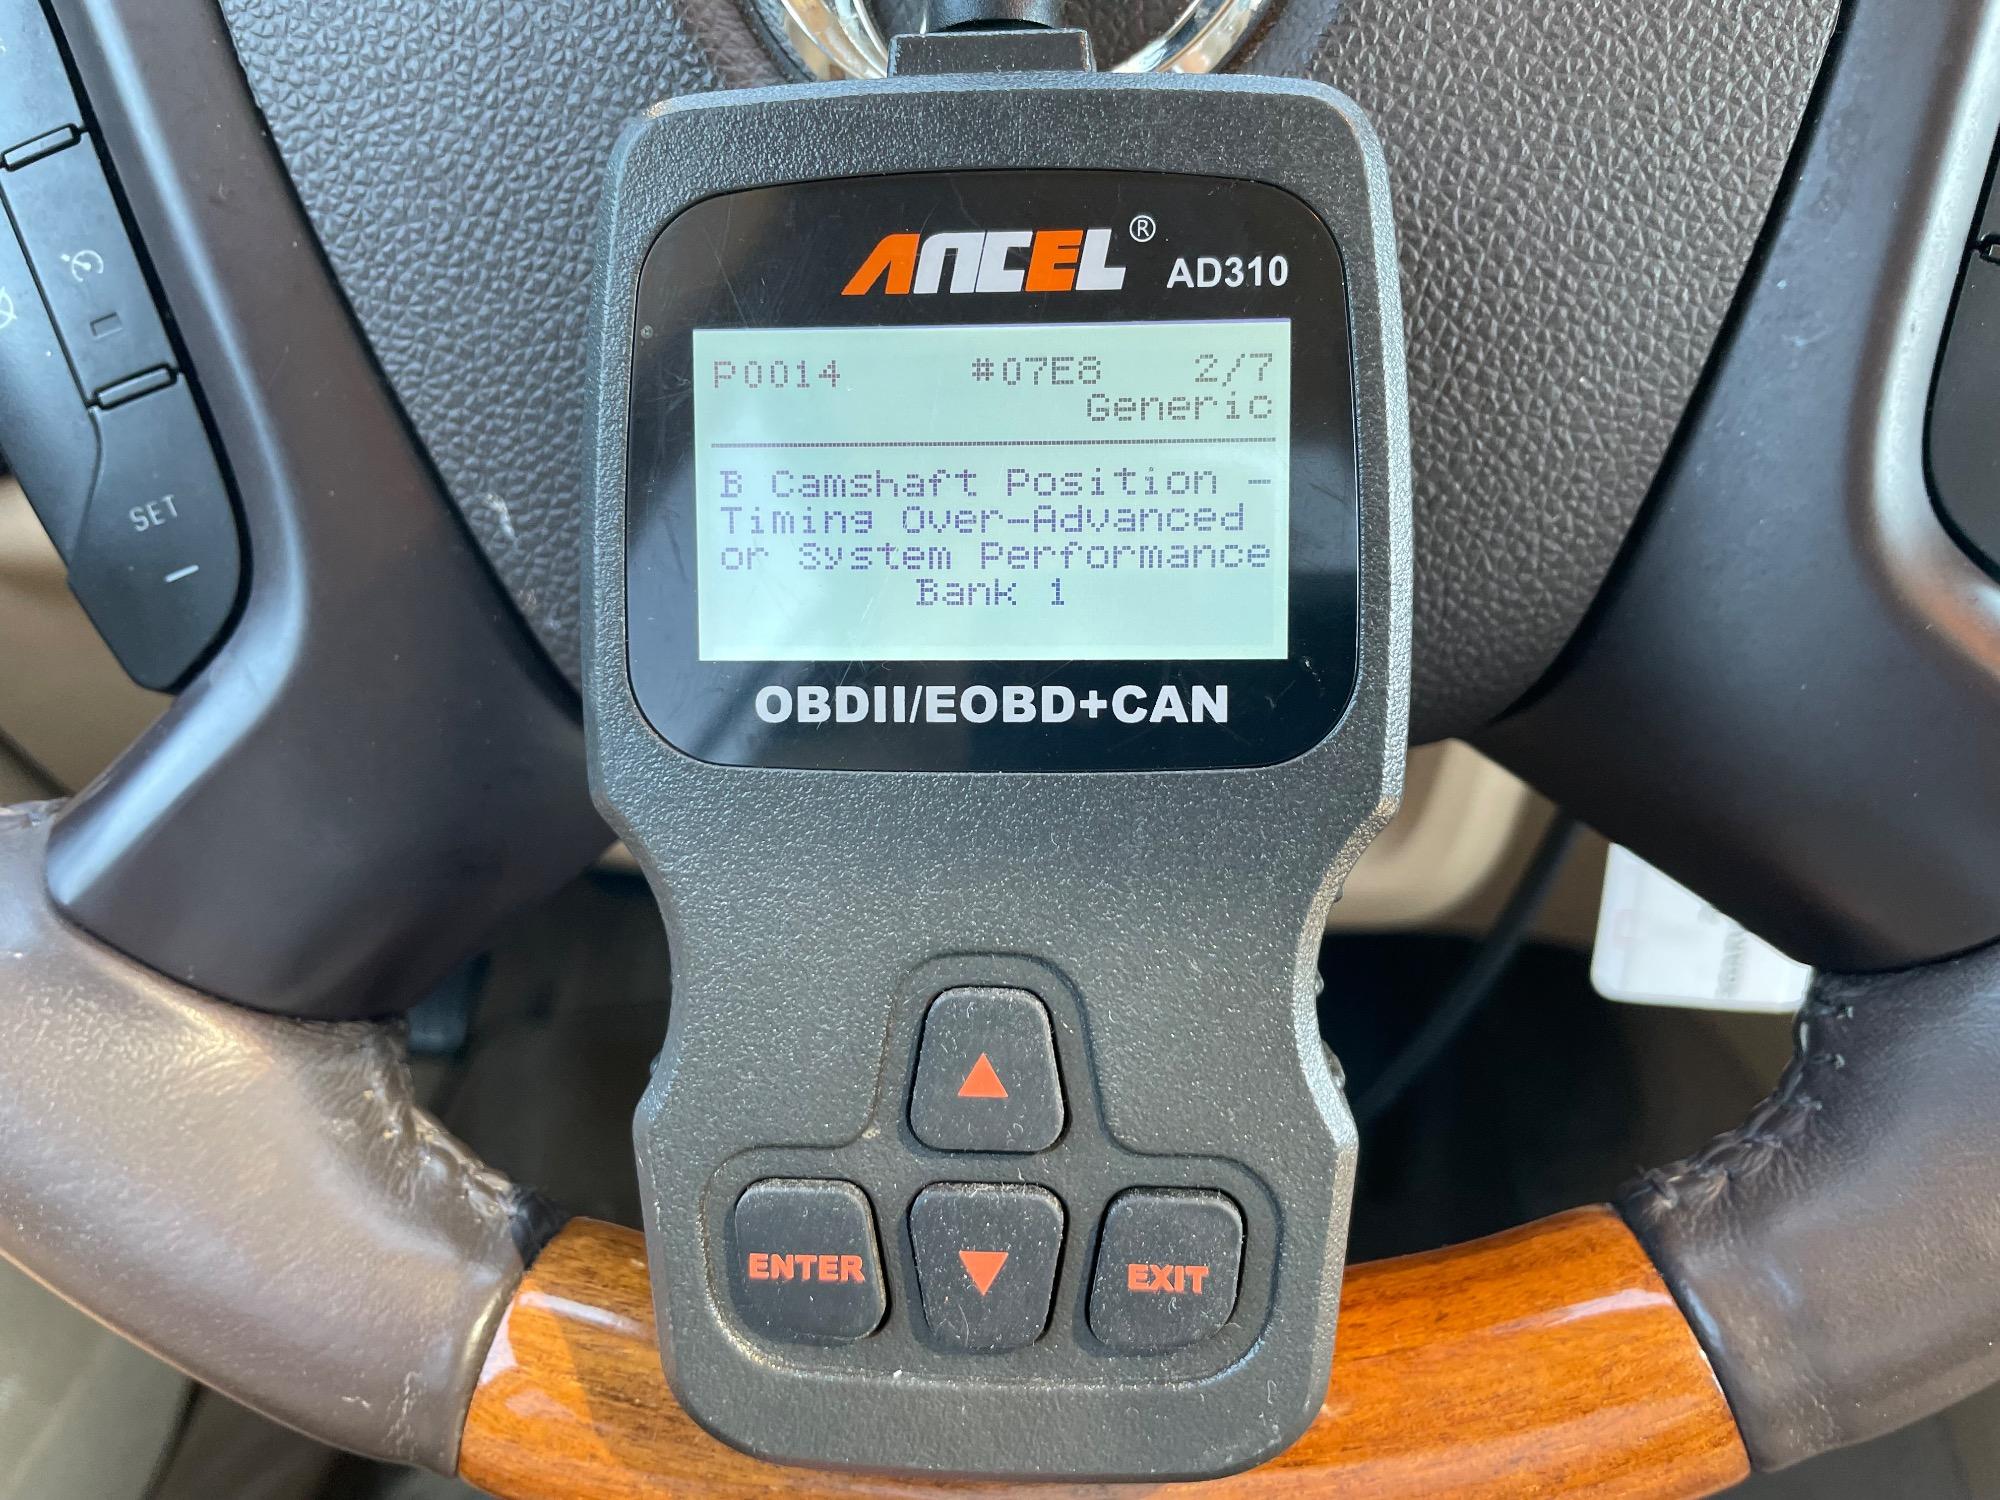 ANCEL® AD310
P0014 #07E8 2/7
Generic
B Camshaft Position -
Timing Over-Advanced
or System Performance
Bank 1
OBDII/EOBD+CAN
SET
ENTER
EXIT